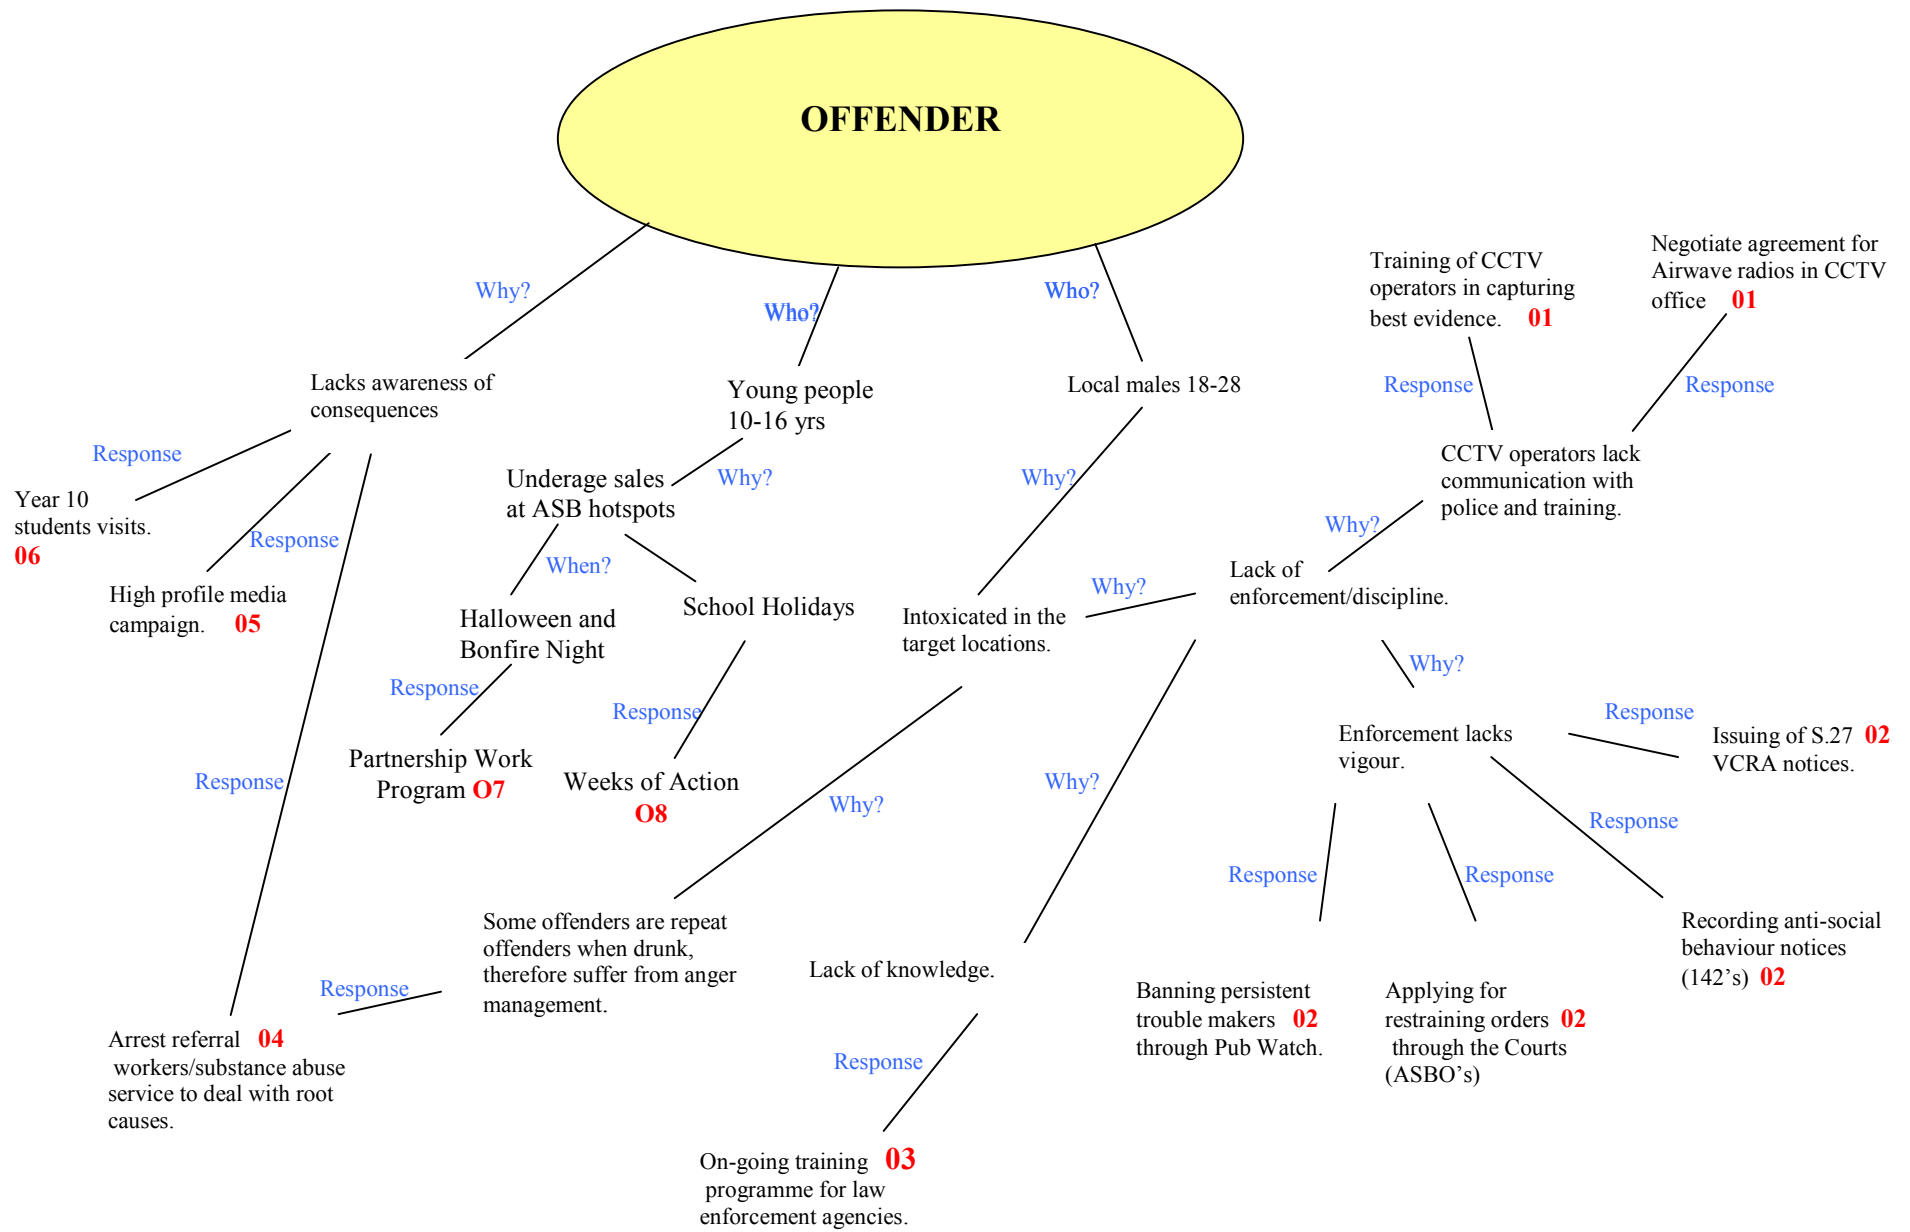 OFFENDER
Why?
Who?
Who?
Training of CCTV
operators in capturing
best evidence. 01
Negotiate agreement for
Airwave radios in CCTV
office 01
Response
Response
Lacks awareness of
consequences
Young people
10-16 yrs
Local males 18-28
CCTV operators lack
communication with
police and training.
Response
Year 10
students visits.
06
Response
High profile media
campaign. 05
Response
Why?
Underage sales
at ASB hotspots
When?
Halloween and
Bonfire Night
School Holidays
Response
Response
Partnership Work
Program O7
Weeks of Action
O8
Why?
Intoxicated in the
target locations.
Why?
Why?
Lack of
enforcement/discipline.
Why?
Why?
Why?
Enforcement lacks
vigour.
Response
Issuing of S.27 02
VCRA notices.
Response
Response
Response
Recording anti-social
behaviour notices
(142’s) 02
Banning persistent
trouble makers 02
through Pub Watch.
Applying for
restraining orders 02
through the Courts
(ASBO’s)
Some offenders are repeat
offenders when drunk,
therefore suffer from anger
management.
Response
Lack of knowledge.
Arrest referral 04
workers/substance abuse
service to deal with root
causes.
Response
On-going training 03
programme for law
enforcement agencies.